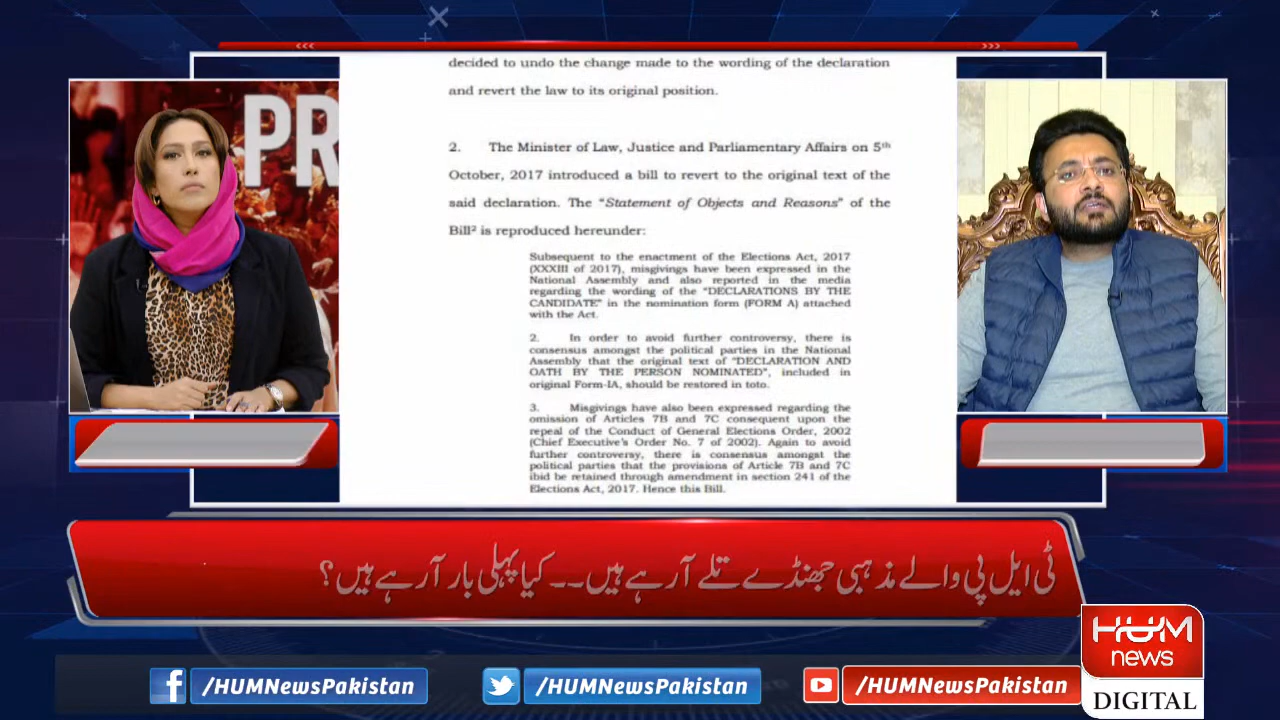 PR
decided to undo the change made to the wording of the declaration
and revert the law to its original position.
2. The Minister of Law, Justice and Parliamentary Affairs on 5th
October, 2017 introduced a bill to revert to the original text of the
said declaration. The “Statement of Objects and Reasons” of the
Bill² is reproduced hereunder:
Subsequent to the enactment of the Elections Act, 2017
(XXXIII of 2017), misgivings have been expressed in the
National Assembly and also reported in the media
regarding the wording of the “DECLARATIONS BY THE
CANDIDATE” in the nomination form (FORM A) attached
with the Act.
2. In order to avoid further controversy, there is
consensus amongst the political parties in the National
Assembly that the original text of “DECLARATION AND
OATH BY THE PERSON NOMINATED”, included in
original Form-IA, should be restored in toto.
3. Misgivings have also been expressed regarding the
omission of Articles 7B and 7C consequent upon the
repeal of the Conduct of General Elections Order, 2002
(Chief Executive’s Order No. 7 of 2002). Again to avoid
further controversy, there is consensus amongst the
political parties that the provisions of Article 7B and 7C
ibid be retained through amendment in section 241 of the
Elections Act, 2017. Hence this Bill.
ٹی ایل پی والے مذہبی جھنڈے تلے آرہے ہیں۔۔کیا پہلی بار آرہے ہیں؟
HUM
news
DIGITAL
/HUMNewsPakistan
/HUMNewsPakistan
/HUMNewsPakistan